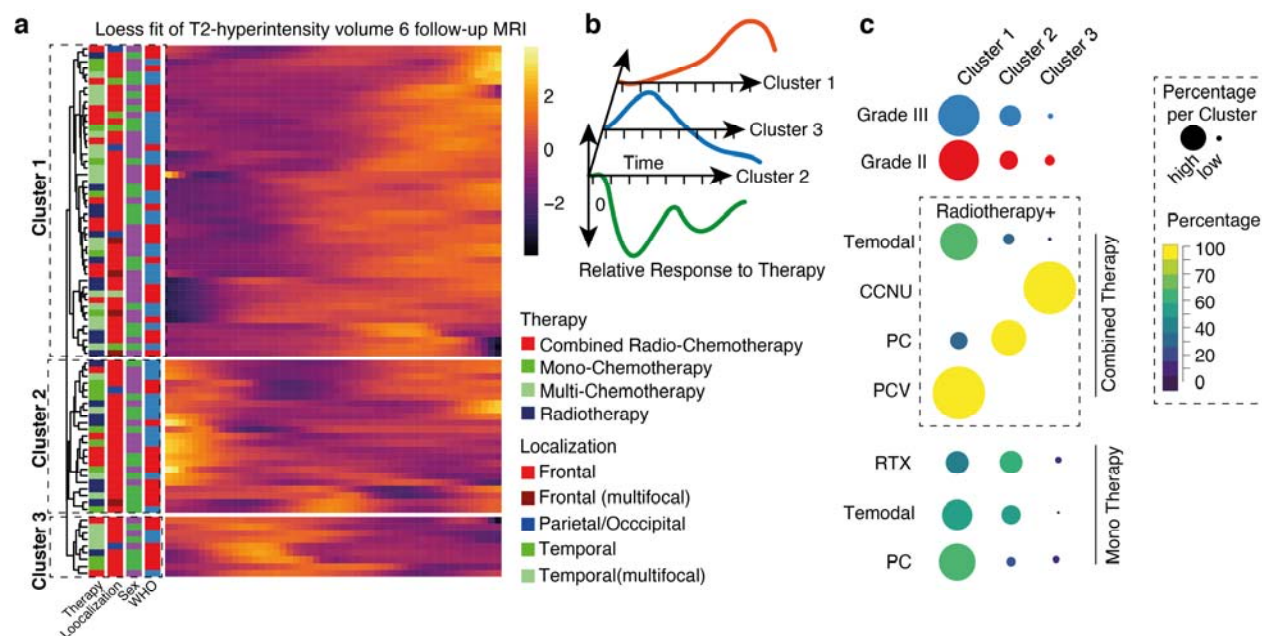 a
Loess fit of T2-hyperintensity volume 6 follow-up MRI
Cluster 1
Cluster 2
Cluster 3
Therapy
Loocalization
Sex
WHO
2
0
−2
Therapy
Combined Radio-Chemotherapy
Mono-Chemotherapy
Multi-Chemotherapy
Radiotherapy
Localization
Frontal
Frontal (multifocal)
Parietal/Occcipital
Temporal
Temporal(multifocal)
b
Cluster 1
Cluster 3
Time
Cluster 2
0
Relative Response to Therapy
c
Cluster 1
Cluster 2
Cluster 3
Grade III
Grade II
Radiotherapy+
Temodal
CCNU
PC
PCV
Combined Therapy
RTX
Temodal
PC
Mono Therapy
Percentage
per Cluster
high
low
Percentage
100
70
60
40
20
0